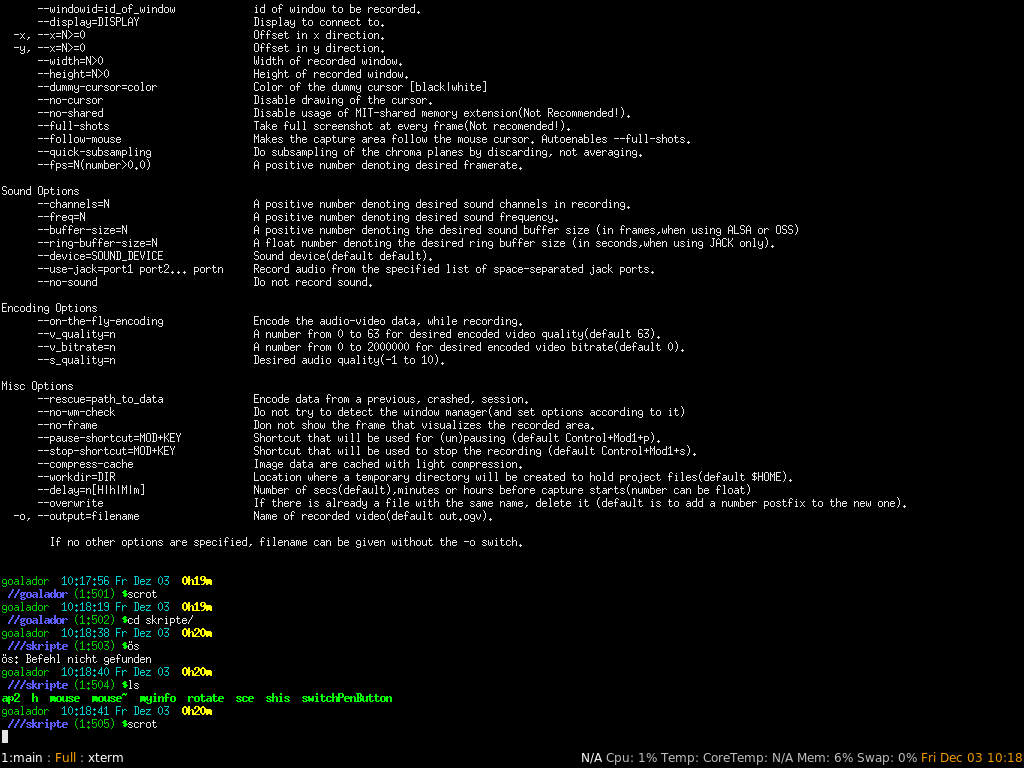 --windowid=id_of_window id of window to be recorded.
--display=DISPLAY Display to connect to.
-x, --x=N>=0 Offset in x direction.
-y, --x=N>=0 Offset in y direction.
--width=N>0 Width of recorded window.
--height=N>0 Height of recorded window.
--dummy-cursor=color Color of the dummy cursor [black|white]
--no-cursor Disable drawing of the cursor.
--no-shared Disable usage of MIT-shared memory extension(Not Recommended!).
--full-shots Take full screenshot at every frame(Not recomended!).
--follow-mouse Makes the capture area follow the mouse cursor. Autoenables --full-shots.
--quick-subsampling Do subsampling of the chroma planes by discarding, not averaging.
--fps=N(number>0.0) A positive number denoting desired framerate.
Sound Options
--channels=N A positive number denoting desired sound channels in recording.
--freq=N A positive number denoting desired sound frequency.
--buffer-size=N A positive number denoting the desired sound buffer size (in frames,when using ALSA or OSS)
--ring-buffer-size=N A float number denoting the desired ring buffer size (in seconds,when using JACK only).
--device=SOUND_DEVICE Sound device(default default).
--use-jack=port1 port2... portn Record audio from the specified list of space-separated jack ports.
--no-sound Do not record sound.
Encoding Options
--on-the-fly-encoding Encode the audio-video data, while recording.
--v_quality=n A number from 0 to 63 for desired encoded video quality(default 63).
--v_bitrate=n A number from 0 to 2000000 for desired encoded video bitrate(default 0).
--s_quality=n Desired audio quality(-1 to 10).
Misc Options
--rescue=path_to_data Encode data from a previous, crashed, session.
--no-wm-check Do not try to detect the window manager(and set options according to it)
--no-frame Don not show the frame that visualizes the recorded area.
--pause-shortcut=MOD+KEY Shortcut that will be used for (un)pausing (default Control+Mod1+p).
--stop-shortcut=MOD+KEY Shortcut that will be used to stop the recording (default Control+Mod1+s).
--compress-cache Image data are cached with light compression.
--workdir=DIR Location where a temporary directory will be created to hold project files(default $HOME).
--delay=n[H|h|M|m] Number of secs(default),minutes or hours before capture starts(number can be float)
--overwrite If there is already a file with the same name, delete it (default is to add a number postfix to the new one).
-o, --output=filename Name of recorded video(default out.ogv).
If no other options are specified, filename can be given without the -o switch.
goalador 10:17:56 Fr Dez 03 0h19m
//goalador (1:501) $scrot
goalador 10:18:19 Fr Dez 03 0h19m
//goalador (1:502) $cd skripte/
goalador 10:18:38 Fr Dez 03 0h20m
///skripte (1:503) $ös
ös: Befehl nicht gefunden
goalador 10:18:40 Fr Dez 03 0h20m
///skripte (1:504) $ls
ap2 h mouse mouse~ myinfo rotate sce shis switchPenButton
goalador 10:18:41 Fr Dez 03 0h20m
///skripte (1:505) $scrot
1:main : Full : xterm N/A Cpu: 1% Temp: CoreTemp: N/A Mem: 6% Swap: 0% Fri Dec 03 10:18